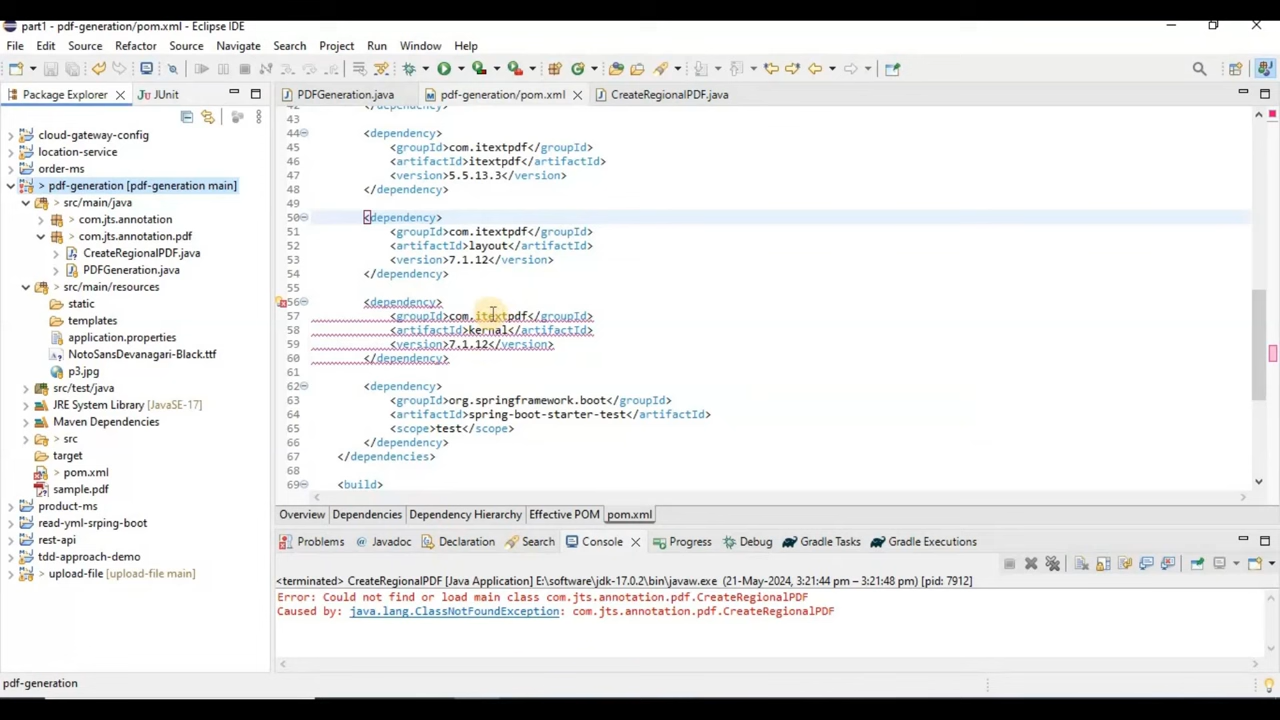 part1 - pdf-generation/pom.xml - Eclipse IDE
File Edit Source Refactor Source Navigate Search Project Run Window Help
Package Explorer
JUnit
PDFGeneration.java
pdf-generation/pom.xml
CreateRegionalPDF.java
cloud-gateway-config
location-service
order-ms
> pdf-generation [pdf-generation main]
> src/main/java
com.jts.annotation
> com.jts.annotation.pdf
CreateRegionalPDF.java
> PDFGeneration.java
> src/main/resources
static
templates
application.properties
NotoSansDevanagari-Black.ttf
p3.jpg
src/test/java
JRE System Library [JavaSE-17]
Maven Dependencies
> src
target
> pom.xml
sample.pdf
product-ms
read-yml-srping-boot
rest-api
tdd-approach-demo
> upload-file [upload-file main]
42 </dependency>
43
44 <dependency>
45 <groupId>com.itextpdf</groupId>
46 <artifactId>itextpdf</artifactId>
47 <version>5.5.13.3</version>
48 </dependency>
49
50 <dependency>
51 <groupId>com.itextpdf</groupId>
52 <artifactId>layout</artifactId>
53 <version>7.1.12</version>
54 </dependency>
55
56 <dependency>
57 <groupId>com.itextpdf</groupId>
58 <artifactId>kernal</artifactId>
59 <version>7.1.12</version>
60 </dependency>
61
62 <dependency>
63 <groupId>org.springframework.boot</groupId>
64 <artifactId>spring-boot-starter-test</artifactId>
65 <scope>test</scope>
66 </dependency>
67 </dependencies>
68
69 <build>
Overview Dependencies Dependency Hierarchy Effective POM pom.xml
Problems Javadoc Declaration Search Console Progress Debug Gradle Tasks Gradle Executions
<terminated> CreateRegionalPDF [Java Application] E:\software\jdk-17.0.2\bin\javaw.exe (21-May-2024, 3:21:44 pm – 3:21:48 pm) [pid: 7912]
Error: Could not find or load main class com.jts.annotation.pdf.CreateRegionalPDF
Caused by: java.lang.ClassNotFoundException: com.jts.annotation.pdf.CreateRegionalPDF
pdf-generation